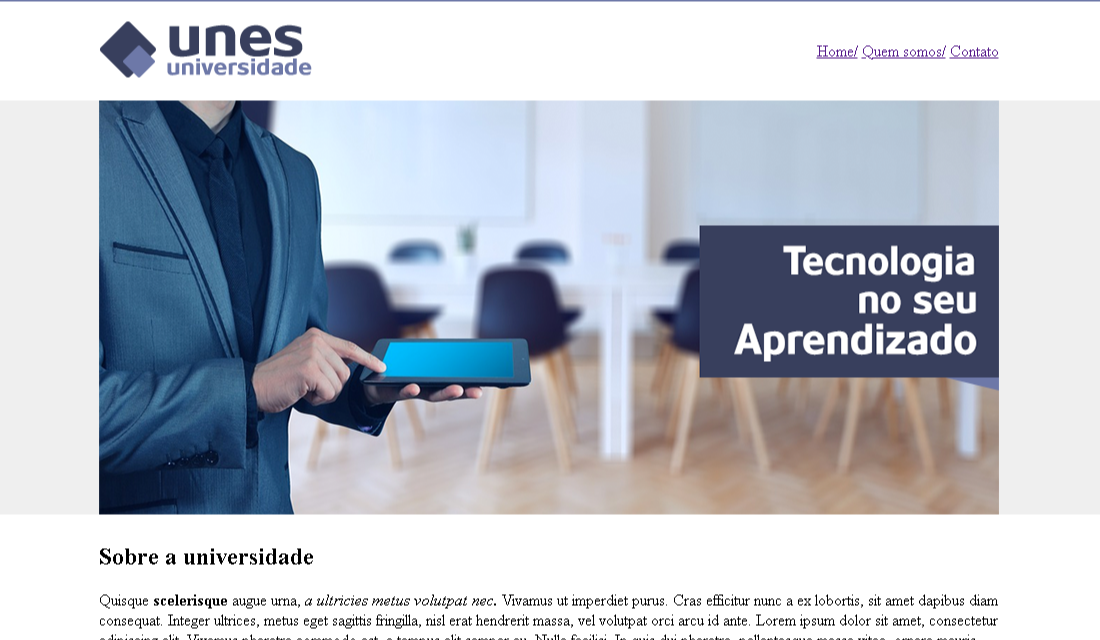 unes
universidade
Home/ Quem somos/ Contato
Tecnologia
no seu
Aprendizado
Sobre a universidade
Quisque scelerisque augue urna, a ultricies metus volutpat nec. Vivamus ut imperdiet purus. Cras efficitur nunc a ex lobortis, sit amet dapibus diam
consequat. Integer ultrices, metus eget sagittis fringilla, nisl erat hendrerit massa, vel volutpat orci arcu id ante. Lorem ipsum dolor sit amet, consectetur